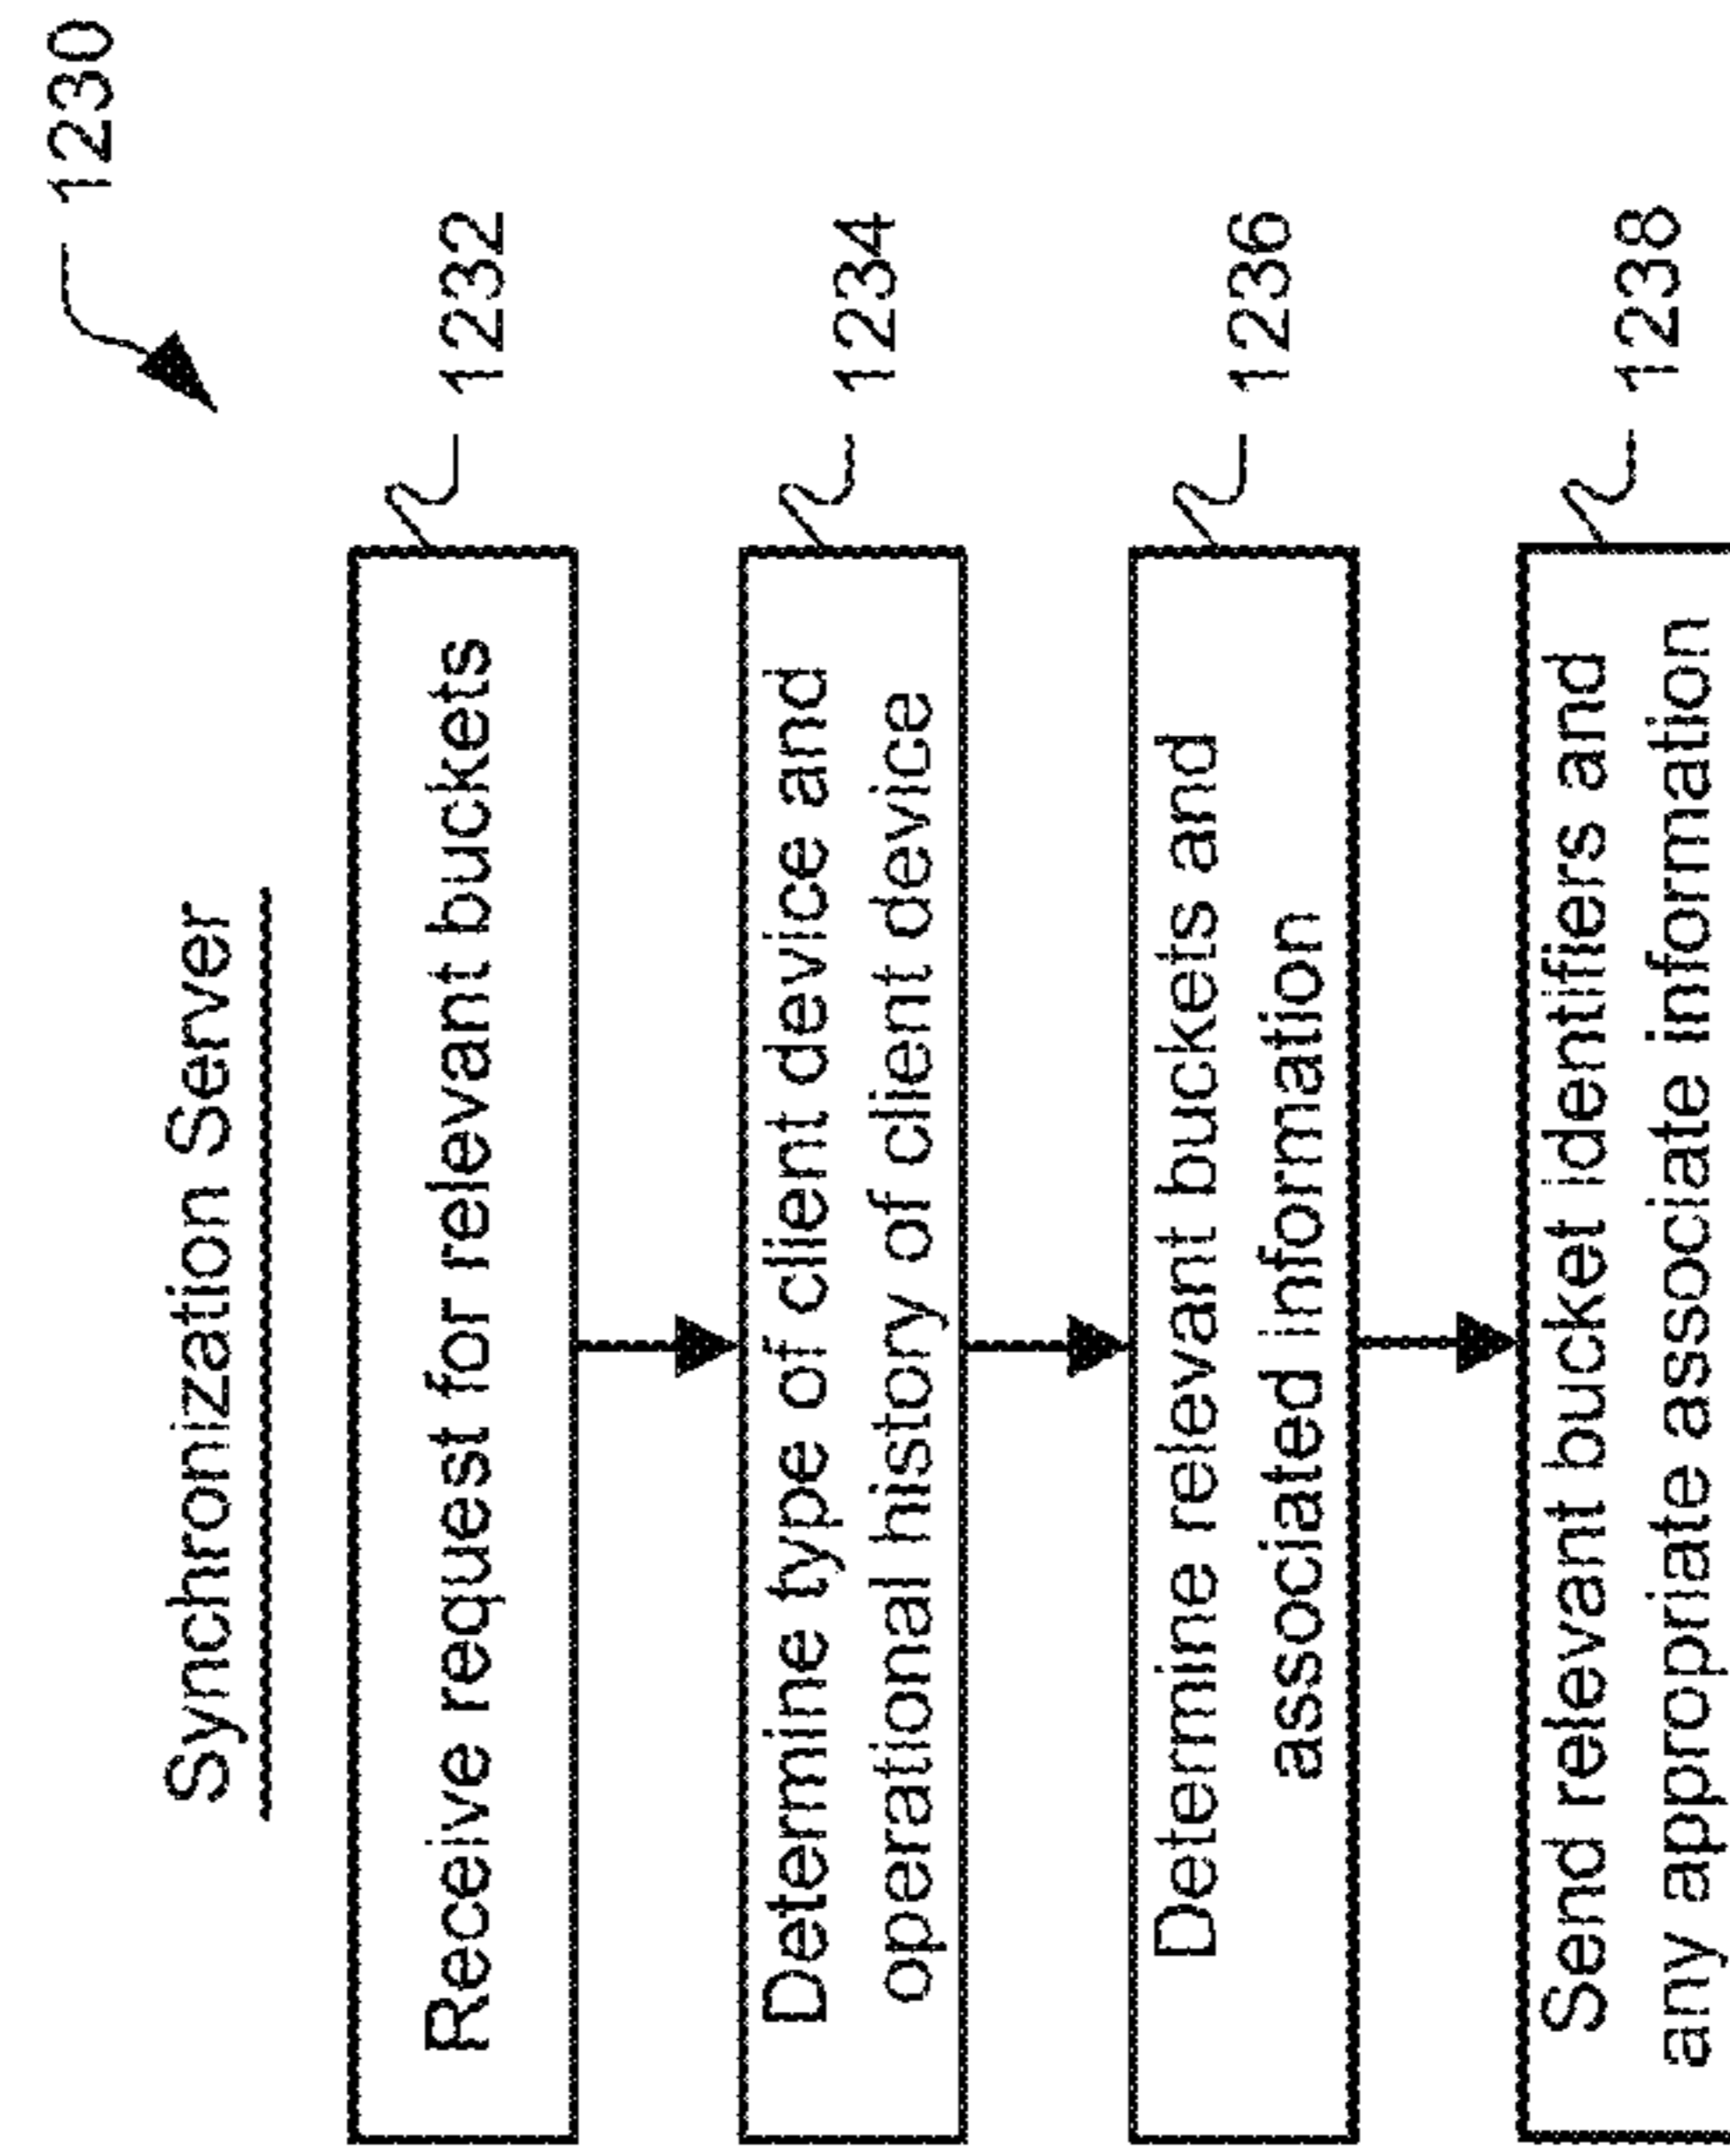 1230
Synchronization Server
Receive request for relevant buckets
1232
Determine type of client device and
operational history of client device
1234
Determine relevant buckets and
associated information
1236
Send relevant bucket identifiers and
any appropriate associate information
1238